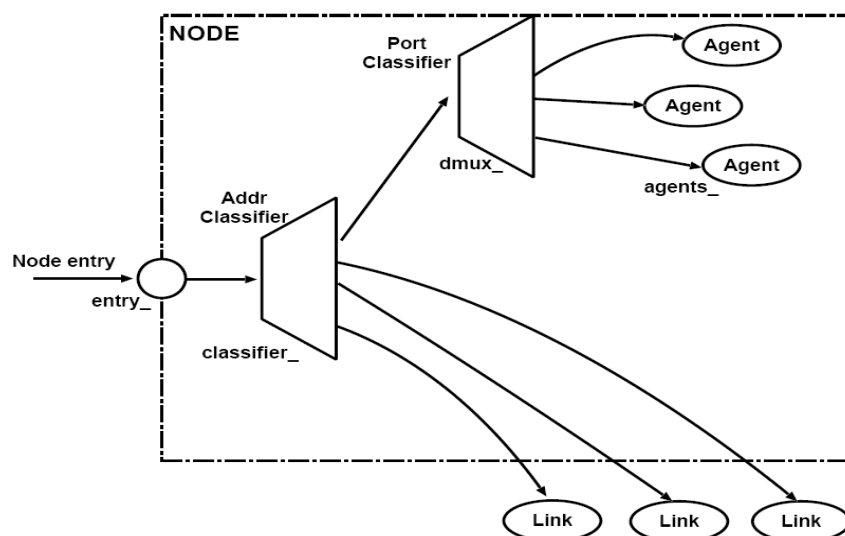 NODE
Port
Classifier
Agent
Agent
dmux_
Agent
agents_
Addr
Classifier
Node entry
entry_
classifier_
Link
Link
Link